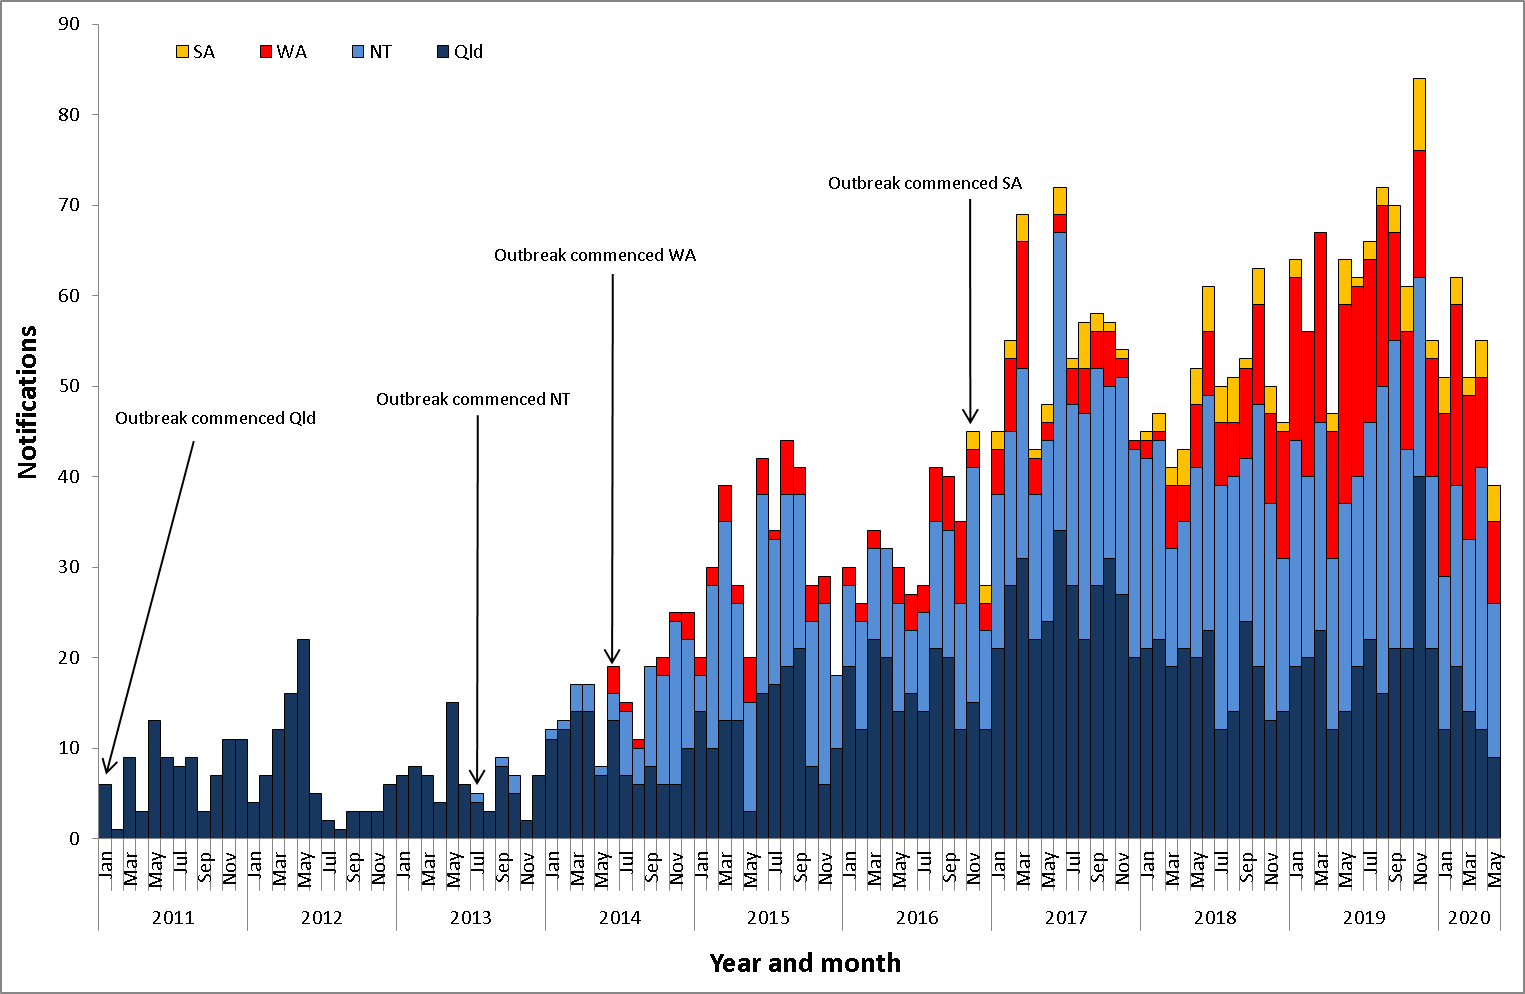 90
SA WA NT Qld
80
70
Outbreak commenced SA
60
Outbreak commenced WA
50
Outbreak commenced NT
Outbreak commenced Qld
Notifications
40
30
20
10
0
Jan Mar May Jul Sep Nov Jan Mar May Jul Sep Nov Jan Mar May Jul Sep Nov Jan Mar May Jul Sep Nov Jan Mar May Jul Sep Nov Jan Mar May Jul Sep Nov Jan Mar May Jul Sep Nov Jan Mar May Jul Sep Nov Jan Mar May Jul Sep Nov Jan Mar May
2011 2012 2013 2014 2015 2016 2017 2018 2019 2020
Year and month